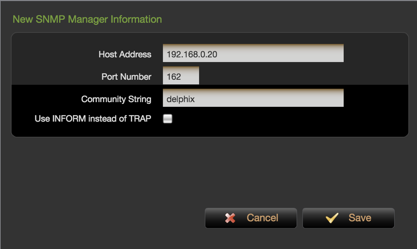 New SNMP Manager Information
Host Address 192.168.0.20
Port Number 162
Community String delphix
Use INFORM instead of TRAP
Cancel Save